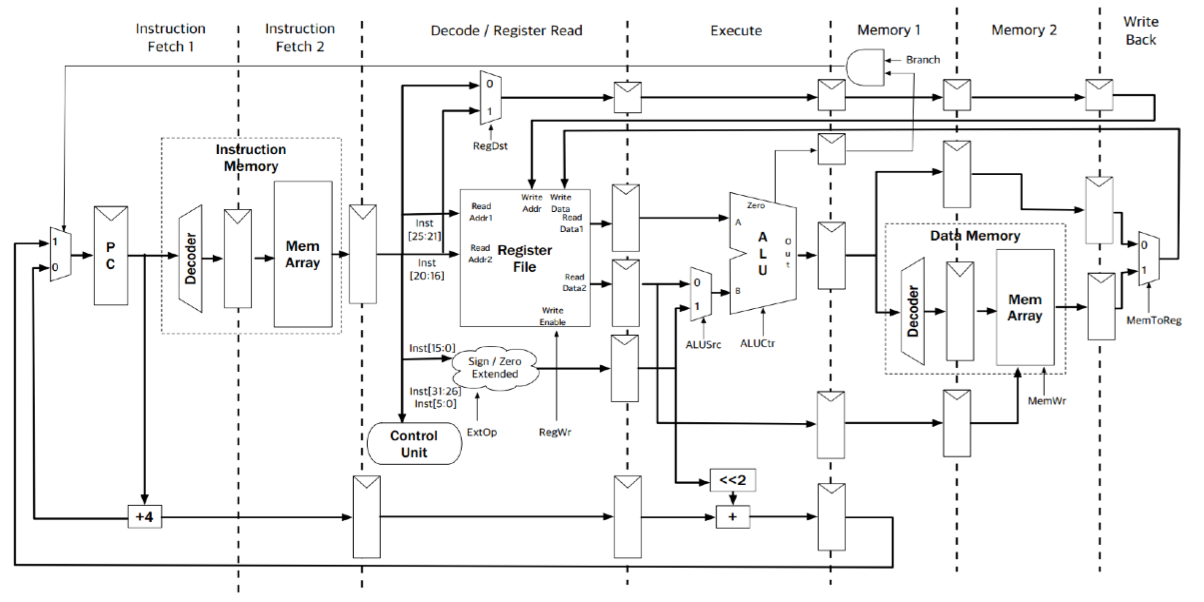 Instruction
Fetch 1
Instruction
Fetch 2
Decode / Register Read
Execute
Memory 1
Memory 2
Write
Back
Branch
0
1
RegDst
Instruction
Memory
Decoder
Mem
Array
P
C
1
0
Read
Addr1
Inst
[25:21]
Read
Addr2
Inst
[20:16]
Write
Addr
Write
Data
Read
Data1
Register
File
Read
Data2
Write
Enable
Zero
A
A
L
U
O
u
t
B
0
1
ALUSrc
ALUCtr
Data Memory
Decoder
Mem
Array
0
1
MemToReg
MemWr
Inst[15:0]
Sign / Zero
Extended
Inst[31:26]
Inst[5:0]
ExtOp
RegWr
Control
Unit
<<2
+4
+